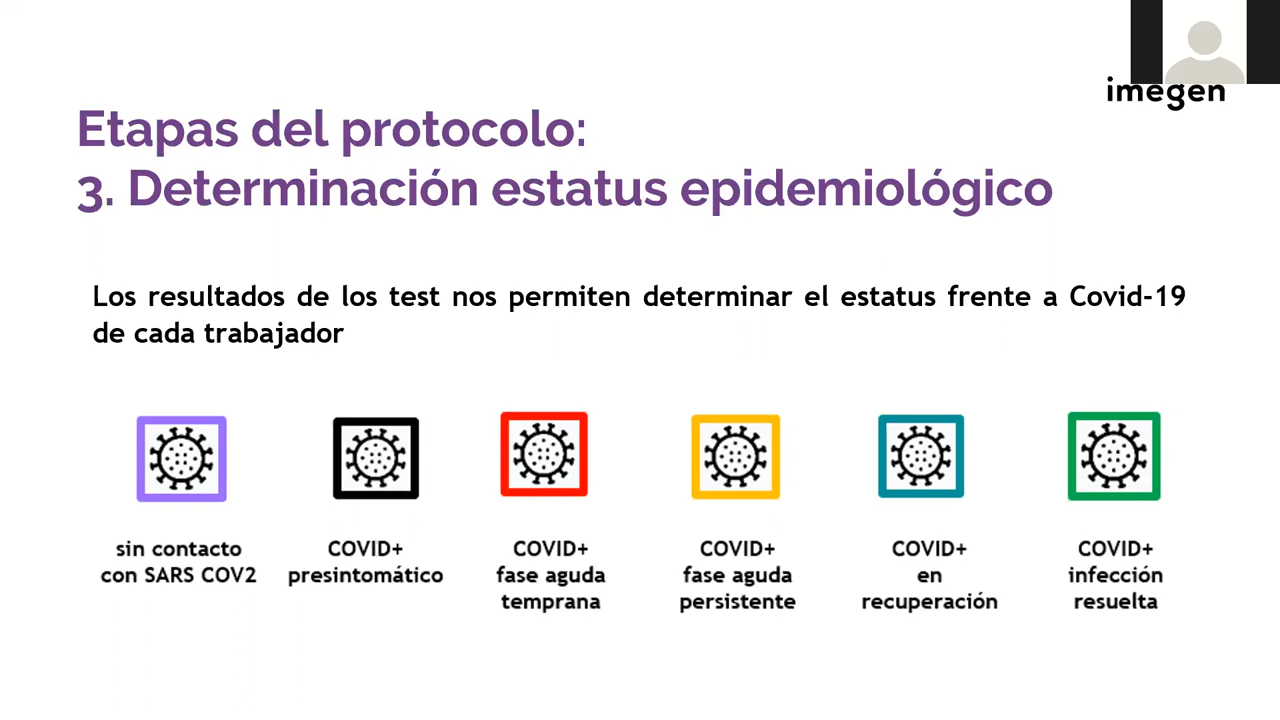 imegen
Etapas del protocolo:
3. Determinación estatus epidemiológico
Los resultados de los test nos permiten determinar el estatus frente a Covid-19
de cada trabajador
sin contacto
con SARS COV2
COVID+
presintomático
COVID+
fase aguda
temprana
COVID+
fase aguda
persistente
COVID+
en
recuperación
COVID+
infección
resuelta